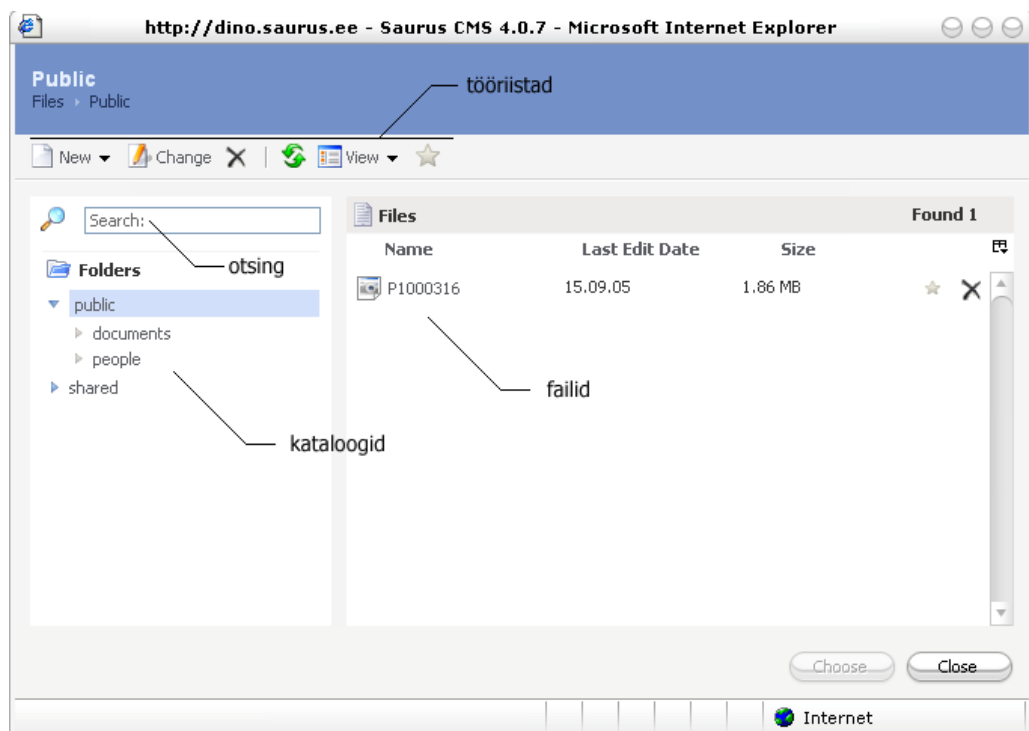 http://dino.saurus.ee - Saurus CMS 4.0.7 - Microsoft Internet Explorer
Public
Files Public
tööriistad
New Change View
Search:
otsing
Folders
public
documents
people
shared
kataloogid
Files Found 1
Name Last Edit Date Size
P1000316 15.09.05 1.86 MB
failid
Choose Close
Internet